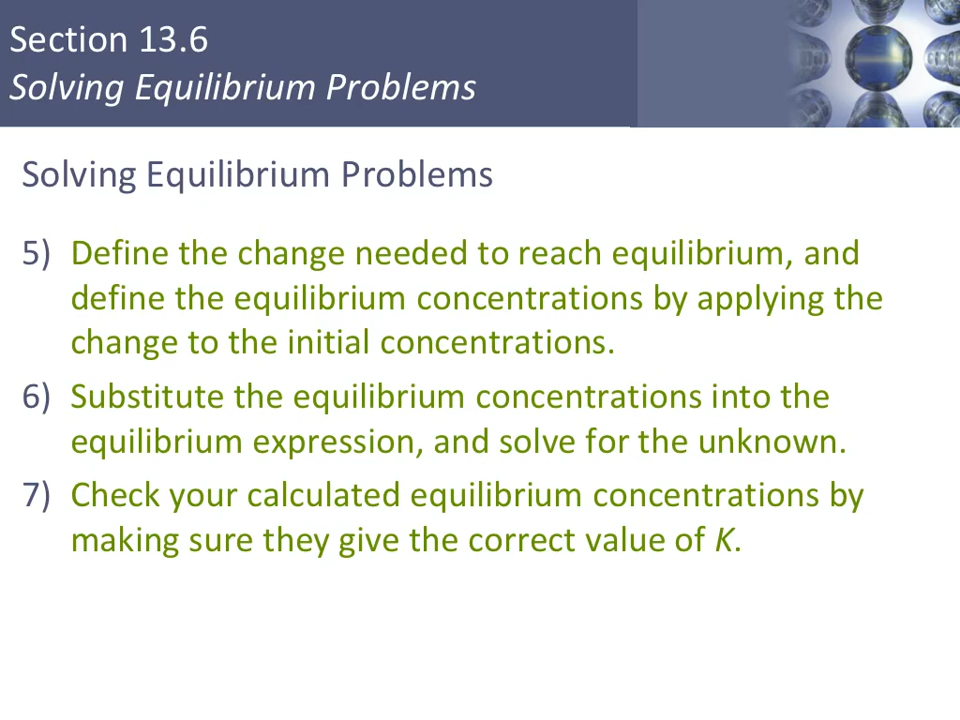 Section 13.6
Solving Equilibrium Problems
Solving Equilibrium Problems
5) Define the change needed to reach equilibrium, and
define the equilibrium concentrations by applying the
change to the initial concentrations.
6) Substitute the equilibrium concentrations into the
equilibrium expression, and solve for the unknown.
7) Check your calculated equilibrium concentrations by
making sure they give the correct value of K.